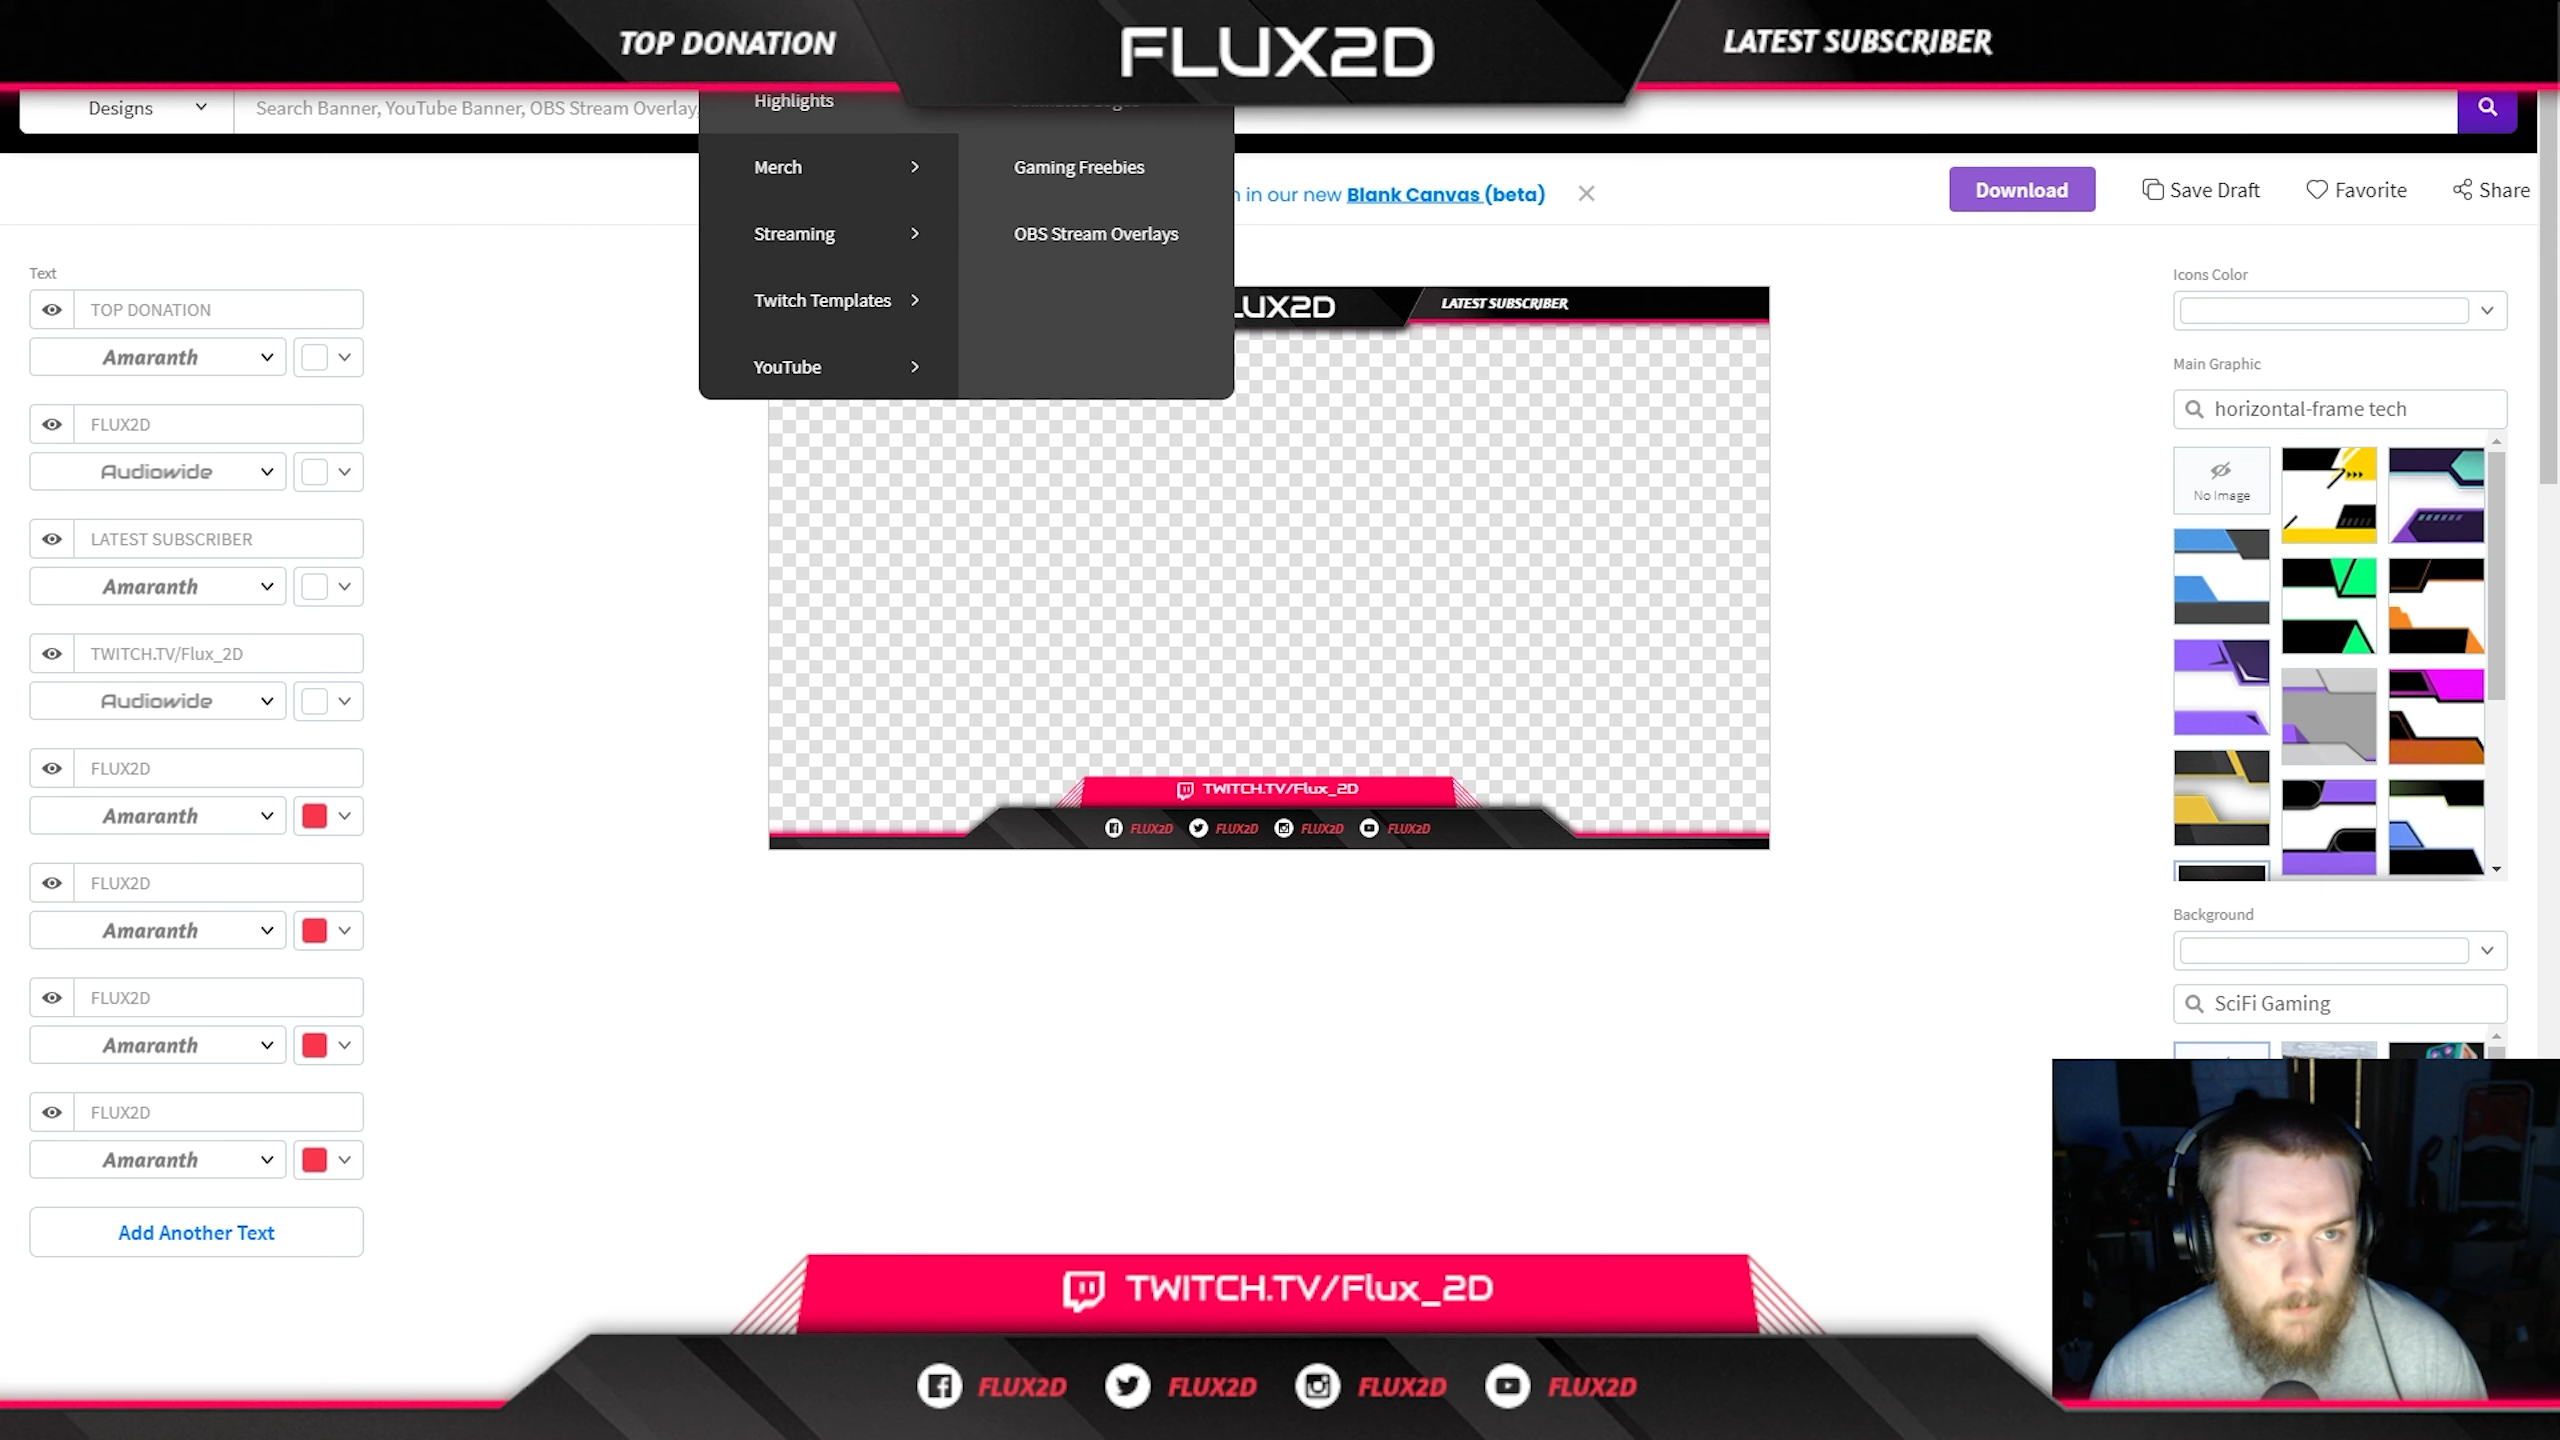 TOP DONATION
FLUX2D
LATEST SUBSCRIBER
Designs
Search Banner, YouTube Banner, OBS Stream Overlay,
Highlights
Merch
Gaming Freebies
Streaming
OBS Stream Overlays
Twitch Templates
YouTube
in our new Blank Canvas (beta)
Download
Save Draft
Favorite
Share
Text
TOP DONATION
Amaranth
FLUX2D
Audiowide
LATEST SUBSCRIBER
Amaranth
TWITCH.TV/Flux_2D
Audiowide
FLUX2D
Amaranth
FLUX2D
Amaranth
FLUX2D
Amaranth
FLUX2D
Amaranth
Add Another Text
LUX2D
LATEST SUBSCRIBER
TWITCH.TV/Flux_2D
FLUX2D FLUX2D FLUX2D FLUX2D
Icons Color
Main Graphic
horizontal-frame tech
No Image
Background
SciFi Gaming
TWITCH.TV/Flux_2D
FLUX2D FLUX2D FLUX2D FLUX2D